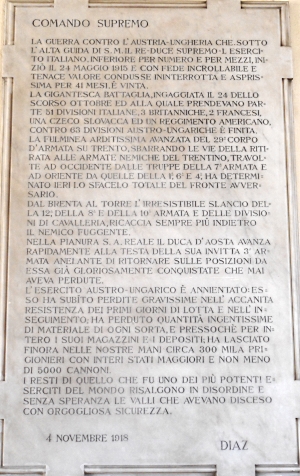 COMANDO SUPREMO
LA GUERRA CONTRO L'AUSTRIA-UNGHERIA CHE SOTTO
L'ALTA GUIDA DI S.M.IL RE DUCE SUPREMO L'ESERCI
TO ITALIANO, INFERIORE PER NUMERO E PER MEZZI, INI
ZIÒ IL 24 MAGGIO 1915 E CON FEDE INCROLLABILE E
TENACE VALORE CONDUSSE ININTERROTTA E ASPRIS
SIMA PER 41 MESI, È VINTA.
LA GIGANTESCA BATTAGLIA, INGAGGIATA IL 24 DELLO
SCORSO OTTOBRE ED ALLA QUALE PRENDEVANO PAR
TE 51 DIVISIONI ITALIANE, 3 BRITANNICHE, 2 FRANCESI,
UNA CZECO SLOVACCA ED UN REGGIMENTO AMERICANO,
CONTRO 63 DIVISIONI AUSTRO-UNGARICHE È FINITA.
LA FULMINEA ARDITISSIMA AVANZATA DEL 29° CORPO
D'ARMATA SU TRENTO, SBARRANDO LE VIE DELLA RITI
RATA ALLE ARMATE NEMICHE DEL TRENTINO, TRAVOL
TE AD OCCIDENTE DALLE TRUPPE DELLA 7ª ARMATA E
AD ORIENTE DA QUELLE DELLA 1ª 6ª E 4ª, HA DETERMI
NATO IERI LO SFACELO TOTALE DEL FRONTE AVVER
SARIO.
DAL BRENTA AL TORRE L'IRRESISTIBILE SLANCIO DEL
LA 12ª, DELLA 8ª E DELLA 10ª ARMATA E DELLE DIVISIO
NI DI CAVALLERIA, RICACCIA SEMPRE PIÙ INDIETRO
IL NEMICO FUGGENTE.
NELLA PIANURA S. A. REALE IL DUCA D'AOSTA AVANZA
RAPIDAMENTE ALLA TESTA DELLA SUA INVITTA 3ª AR
MATA ANELANTE DI RITORNARE SULLE POSIZIONI DA
ESSA GIÀ GLORIOSAMENTE CONQUISTATE CHE MAI
AVEVA PERDUTE.
L'ESERCITO AUSTRO-UNGARICO È ANNIENTATO: ES
SO HA SUBÌTO PERDITE GRAVISSIME NELL'ACCANITA
RESISTENZA DEI PRIMI GIORNI DI LOTTA E NELL'IN
SEGUIMENTO; HA PERDUTO QUANTITÀ INGENTISSIME
DI MATERIALE DI OGNI SORTA, E PRESSOCHÈ PER IN
TERO I SUOI MAGAZZINI E I DEPOSITI; HA LASCIATO
FINORA NELLE NOSTRE MANI CIRCA 300 MILA PRI
GIONIERI CON INTERI STATI MAGGIORI E NON MENO
DI 5000 CANNONI.
I RESTI DI QUELLO CHE FU UNO DEI PIÙ POTENTI E
SERCITI DEL MONDO RISALGONO IN DISORDINE E
SENZA SPERANZA LE VALLI CHE AVEVANO DISCESO
CON ORGOGLIOSA SICUREZZA.
4 NOVEMBRE 1918
DIAZ